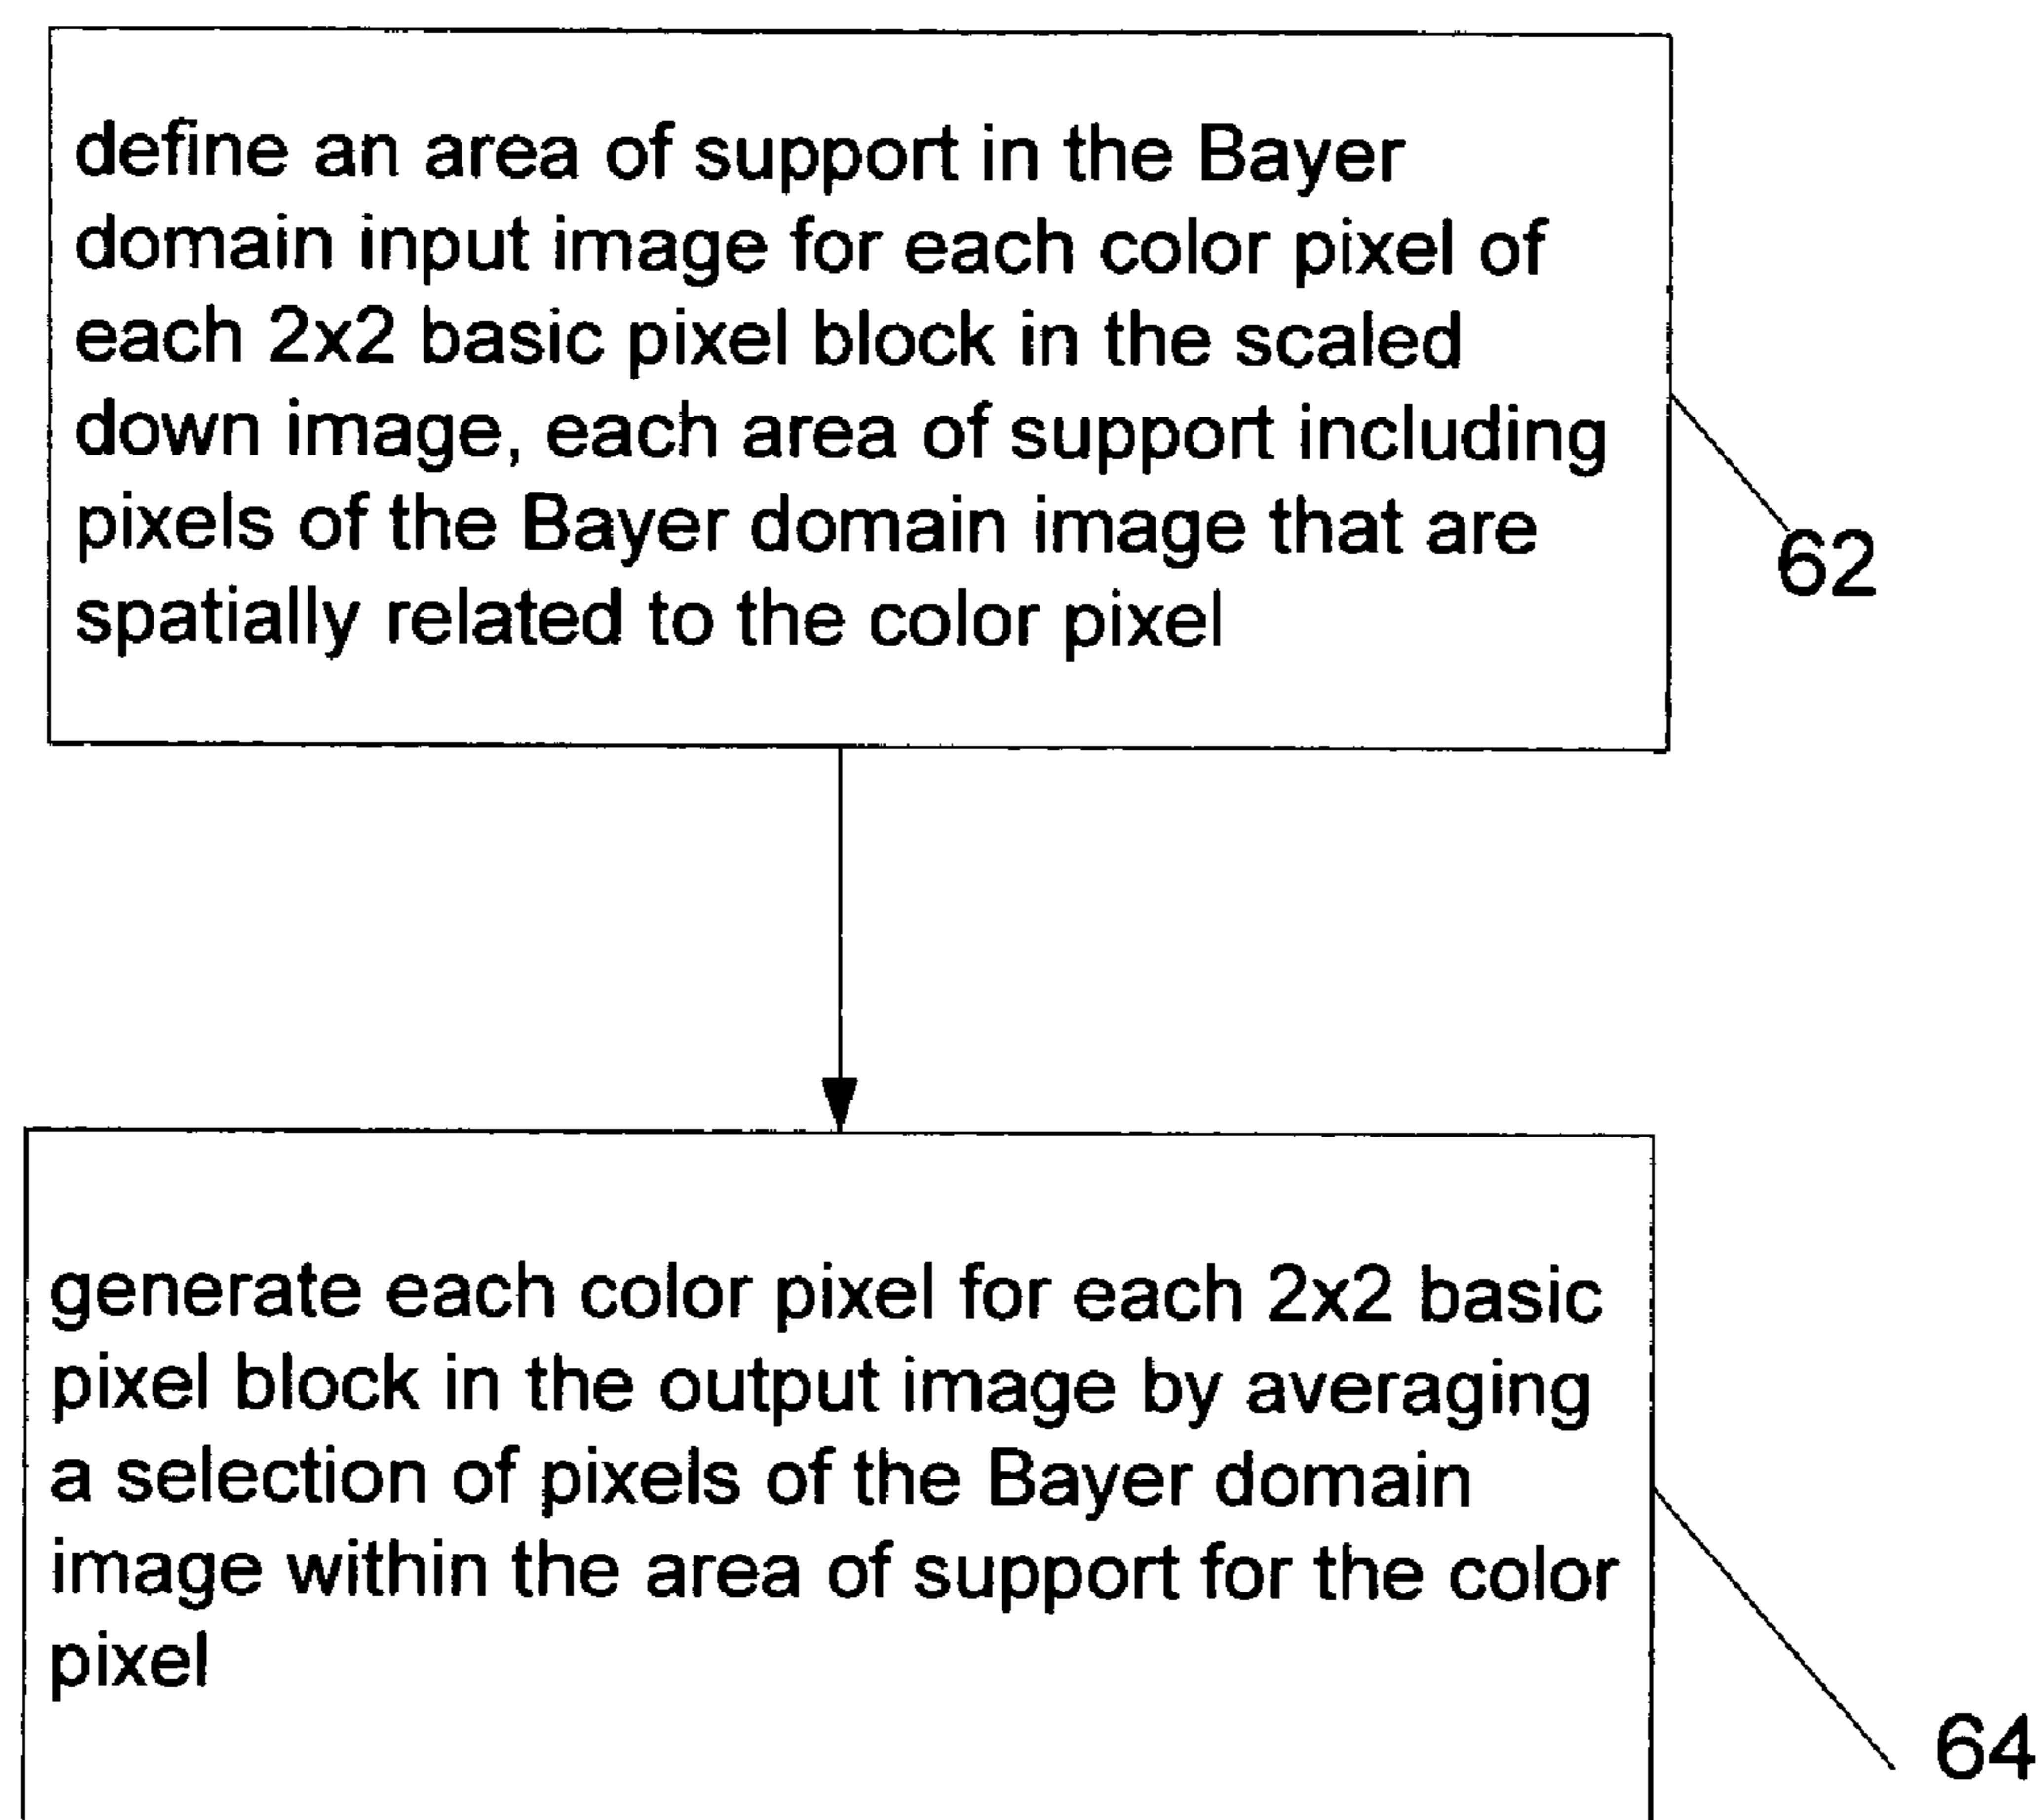 define an area of support in the Bayer
domain input image for each color pixel of
each 2x2 basic pixel block in the scaled
down image, each area of support including
pixels of the Bayer domain image that are
spatially related to the color pixel
62
generate each color pixel for each 2x2 basic
pixel block in the output image by averaging
a selection of pixels of the Bayer domain
image within the area of support for the color
pixel
64